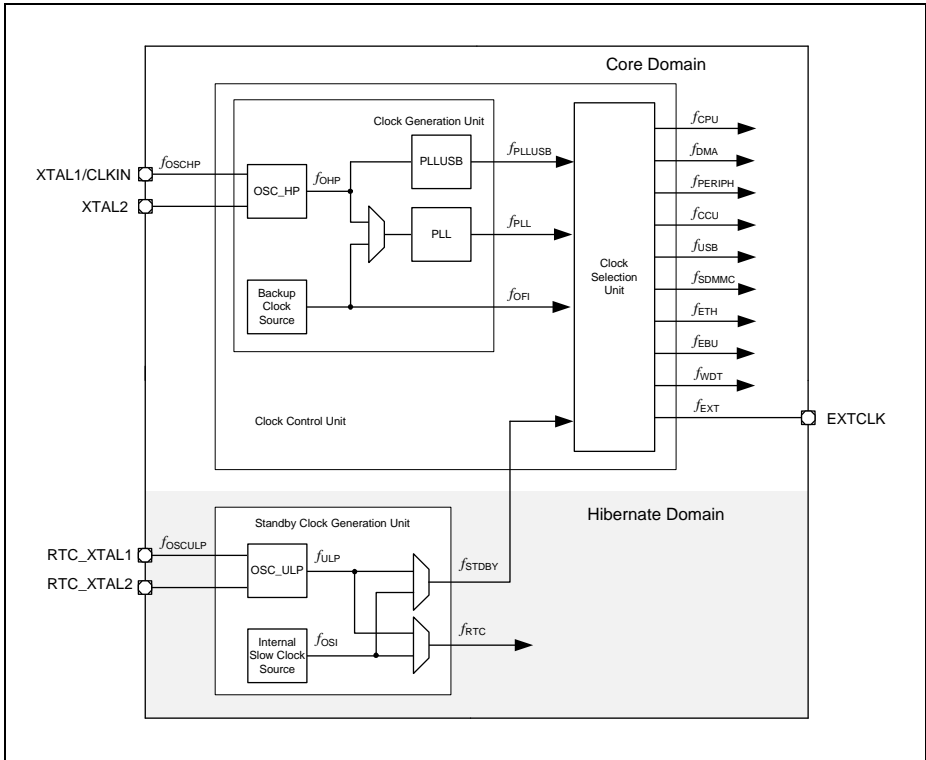 Core Domain
Clock Generation Unit
XTAL1/CLKIN
fOSCHP
XTAL2
OSC_HP
fOHP
PLLUSB
fPLLUSB
PLL
fPLL
Backup
Clock
Source
fOFI
Clock
Selection
Unit
fCPU
fDMA
fPERIPH
fCCU
fUSB
fSDMMC
fETH
fEBU
fWDT
fEXT
EXTCLK
Clock Control Unit
Hibernate Domain
Standby Clock Generation Unit
RTC_XTAL1
fOSCULP
RTC_XTAL2
OSC_ULP
fULP
fSTDBY
Internal
Slow Clock
Source
fOSI
fRTC